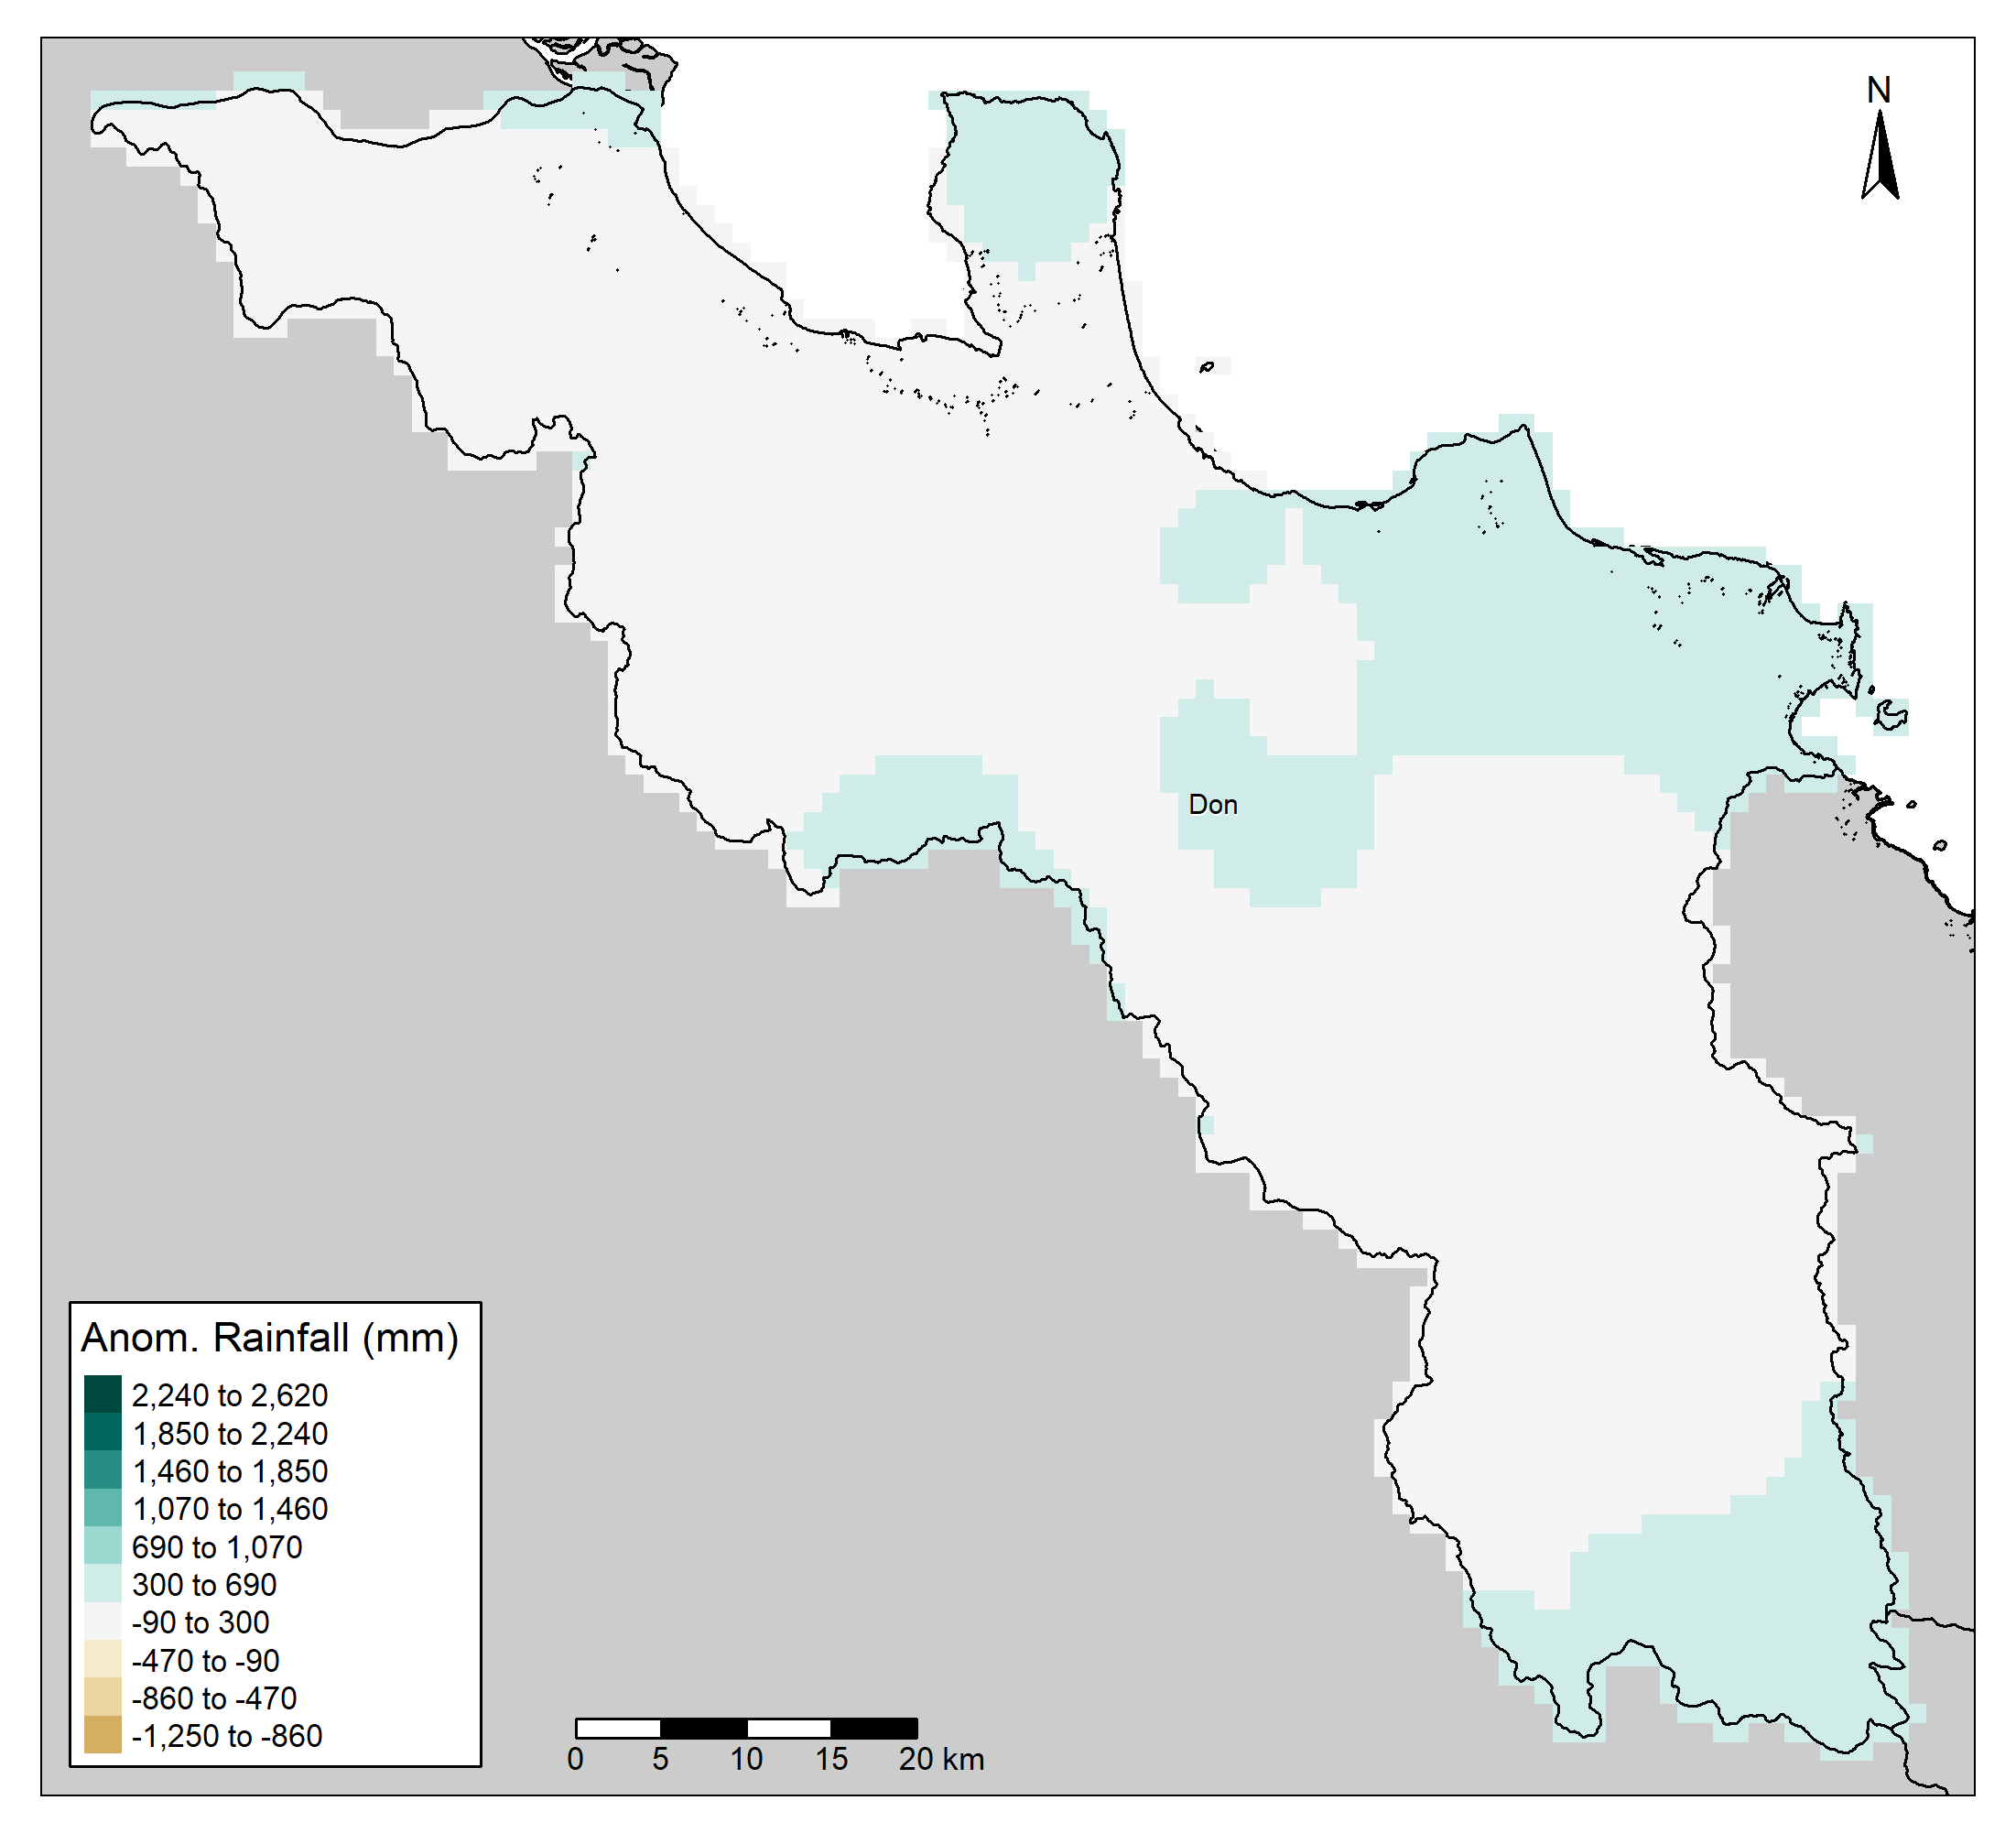 N
Don
Anom. Rainfall (mm)
2,240 to 2,620
1,850 to 2,240
1,460 to 1,850
1,070 to 1,460
690 to 1,070
300 to 690
-90 to 300
-470 to -90
-860 to -470
-1,250 to -860
0 5 10 15 20 km